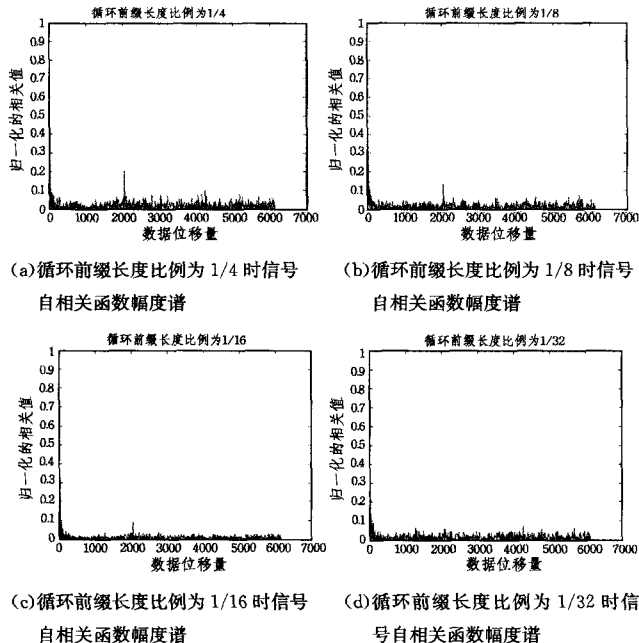 循环前缀长度比例为1/4
归一化的相关值
1
0.9
0.8
0.7
0.6
0.5
0.4
0.3
0.2
0.1
0
0 1000 2000 3000 4000 5000 6000 7000
数据位移量
(a)循环前缀长度比例为 1/4 时信号
自相关函数幅度谱
循环前缀长度比例为1/8
归一化的相关值
1
0.9
0.8
0.7
0.6
0.5
0.4
0.3
0.2
0.1
0
0 1000 2000 3000 4000 5000 6000 7000
数据位移量
(b)循环前缀长度比例为 1/8 时信号
自相关函数幅度谱
循环前缀长度比例为1/16
归一化的相关值
1
0.9
0.8
0.7
0.6
0.5
0.4
0.3
0.2
0.1
0
0 1000 2000 3000 4000 5000 6000 7000
数据位移量
(c)循环前缀长度比例为 1/16 时信号
自相关函数幅度谱
循环前缀长度比例为1/32
归一化的相关值
1
0.9
0.8
0.7
0.6
0.5
0.4
0.3
0.2
0.1
0
0 1000 2000 3000 4000 5000 6000 7000
数据位移量
(d)循环前缀长度比例为 1/32 时信
号自相关函数幅度谱